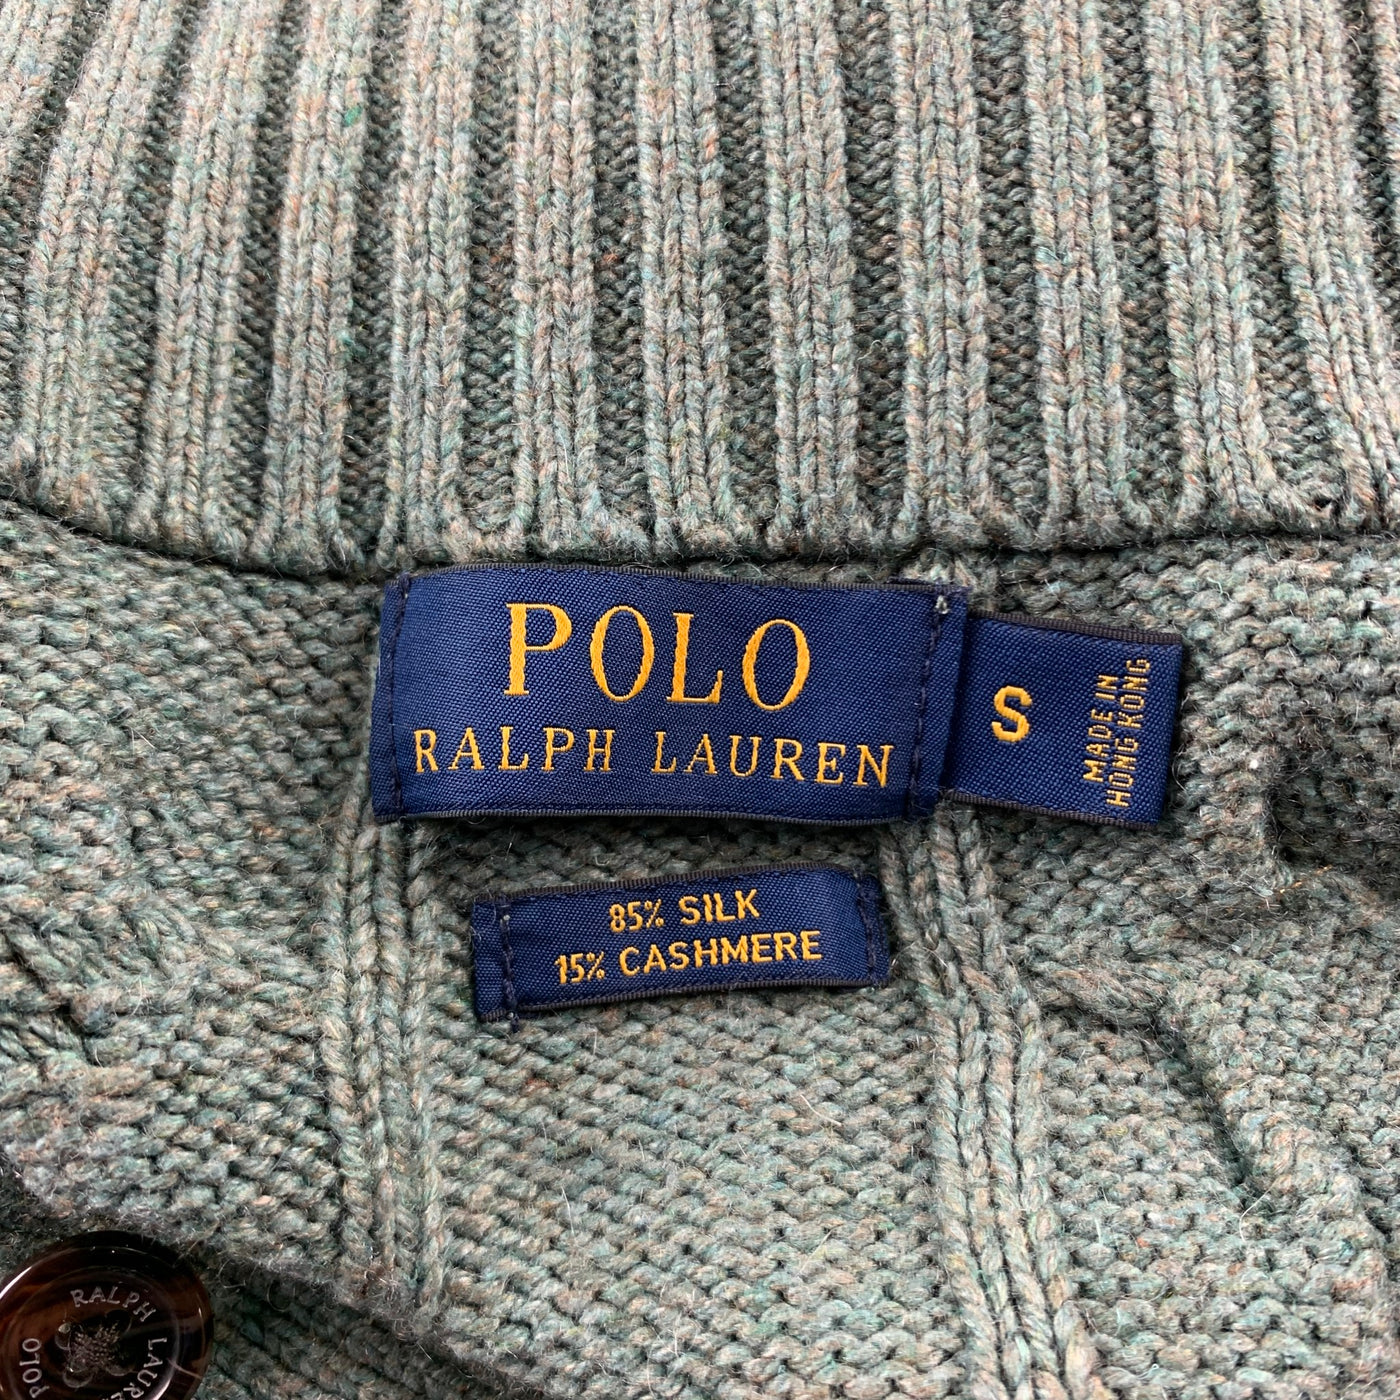 POLO
RALPH LAUREN
S
MADE IN
HONG KONG
85% SILK
15% CASHMERE
POLO RALPH LAUREN